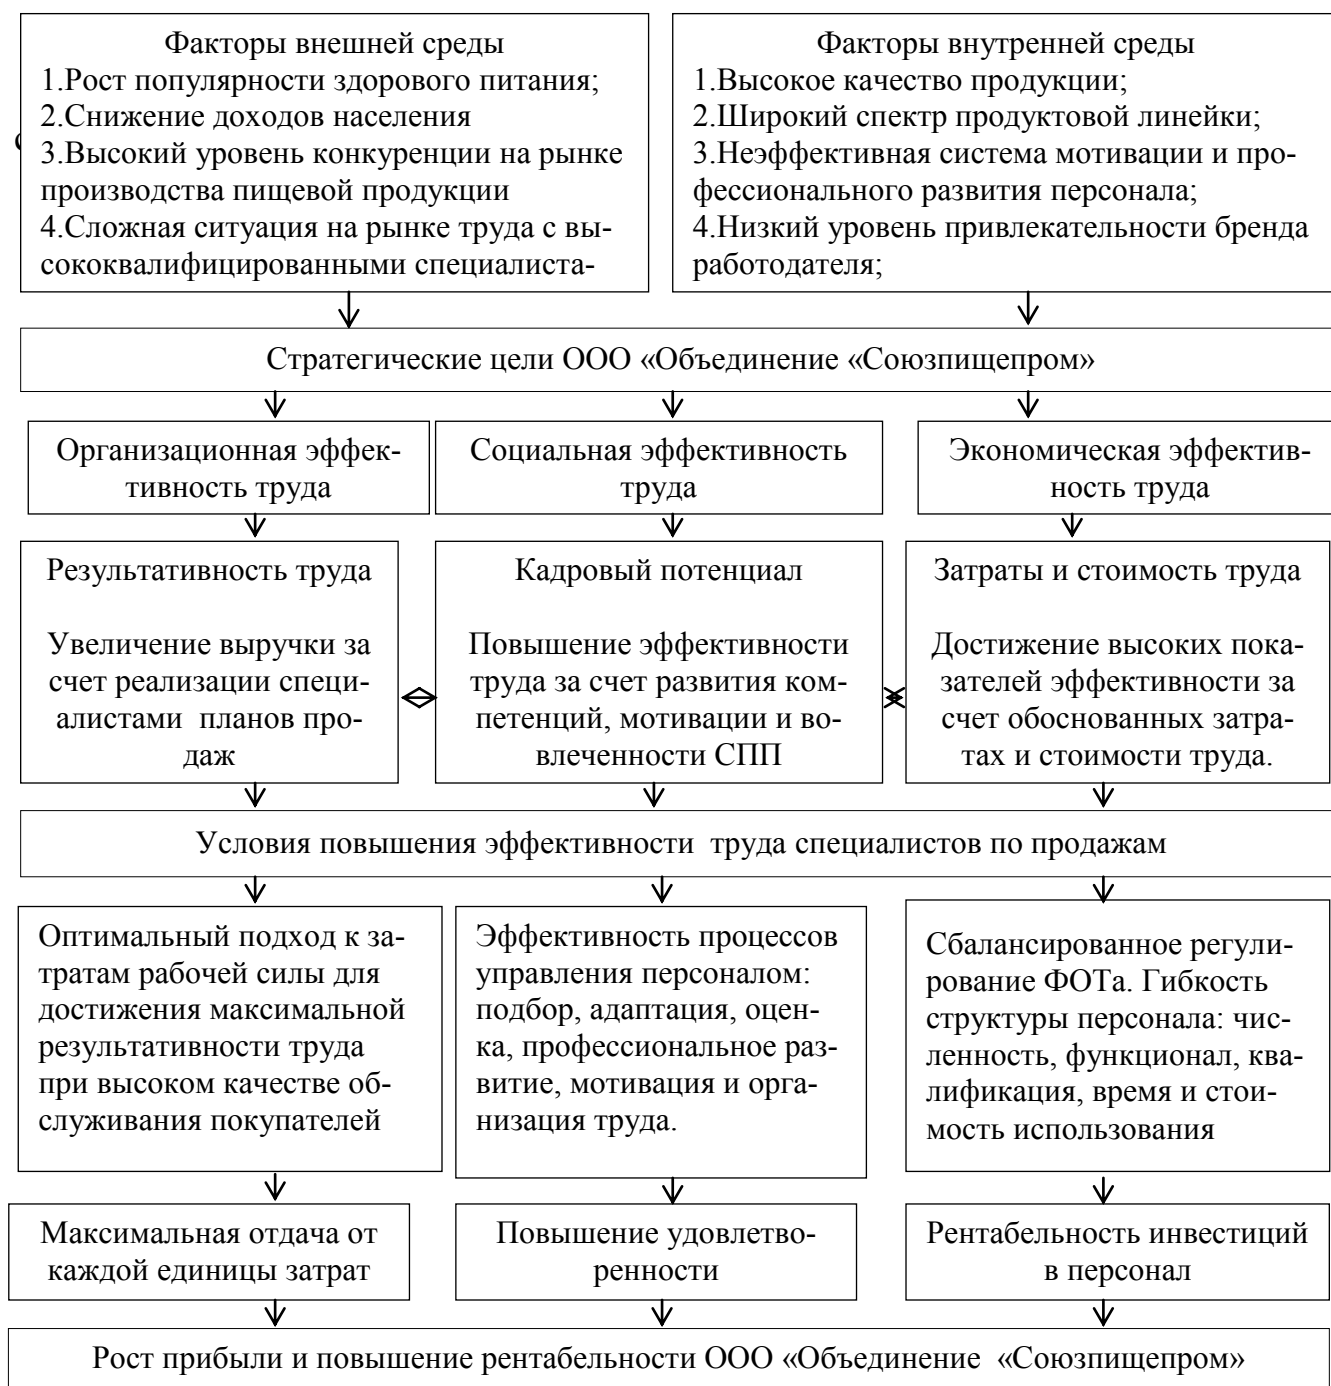 Факторы внешней среды
1.Рост популярности здорового питания;
2.Снижение доходов населения
3.Высокий уровень конкуренции на рынке
производства пищевой продукции
4.Сложная ситуация на рынке труда с вы-
сококвалифицированными специалиста-
Факторы внутренней среды
1.Высокое качество продукции;
2.Широкий спектр продуктовой линейки;
3.Неэффективная система мотивации и про-
фессионального развития персонала;
4.Низкий уровень привлекательности бренда
работодателя;
Стратегические цели ООО «Объединение «Союзпищепром»
Организационная эффек-
тивность труда
Социальная эффективность
труда
Экономическая эффектив-
ность труда
Результативность труда
Увеличение выручки за
счет реализации специ-
алистами планов про-
даж
Кадровый потенциал
Повышение эффективности
труда за счет развития ком-
петенций, мотивации и во-
влеченности СПП
Затраты и стоимость труда
Достижение высоких пока-
зателей эффективности за
счет обоснованных затра-
тах и стоимости труда.
Условия повышения эффективности труда специалистов по продажам
Оптимальный подход к за-
тратам рабочей силы для
достижения максимальной
результативности труда
при высоком качестве об-
служивания покупателей
Эффективность процессов
управления персоналом:
подбор, адаптация, оцен-
ка, профессиональное раз-
витие, мотивация и орга-
низация труда.
Сбалансированное регули-
рование ФОТа. Гибкость
структуры персонала: чис-
ленность, функционал, ква-
лификация, время и стои-
мость использования
Максимальная отдача от
каждой единицы затрат
Повышение удовлетво-
ренности
Рентабельность инвестиций
в персонал
Рост прибыли и повышение рентабельности ООО «Объединение «Союзпищепром»